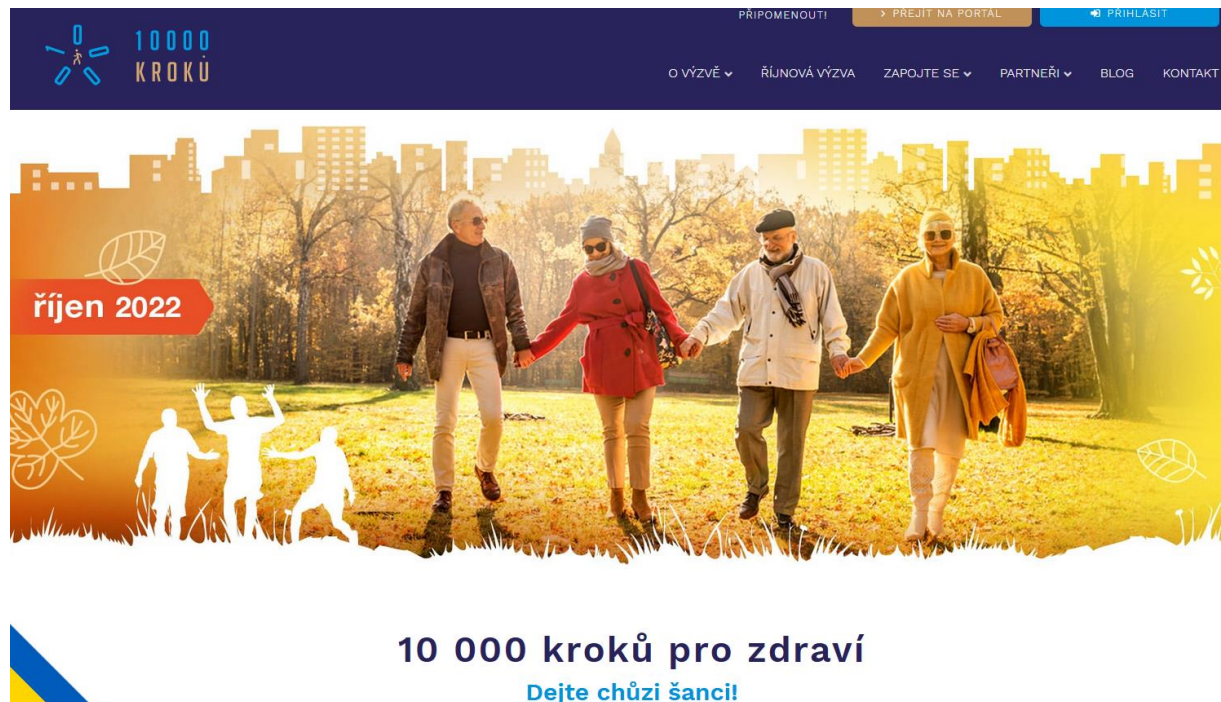 PŘIPOMENOUT!
> PŘEJÍT NA PORTÁL
PŘIHLÁSIT
10000
KROKŮ
O VÝZVĚ
ŘÍJNOVÁ VÝZVA
ZAPOJTE SE
PARTNEŘI
BLOG
KONTAKT
říjen 2022
10 000 kroků pro zdraví
Dejte chůzi šanci!